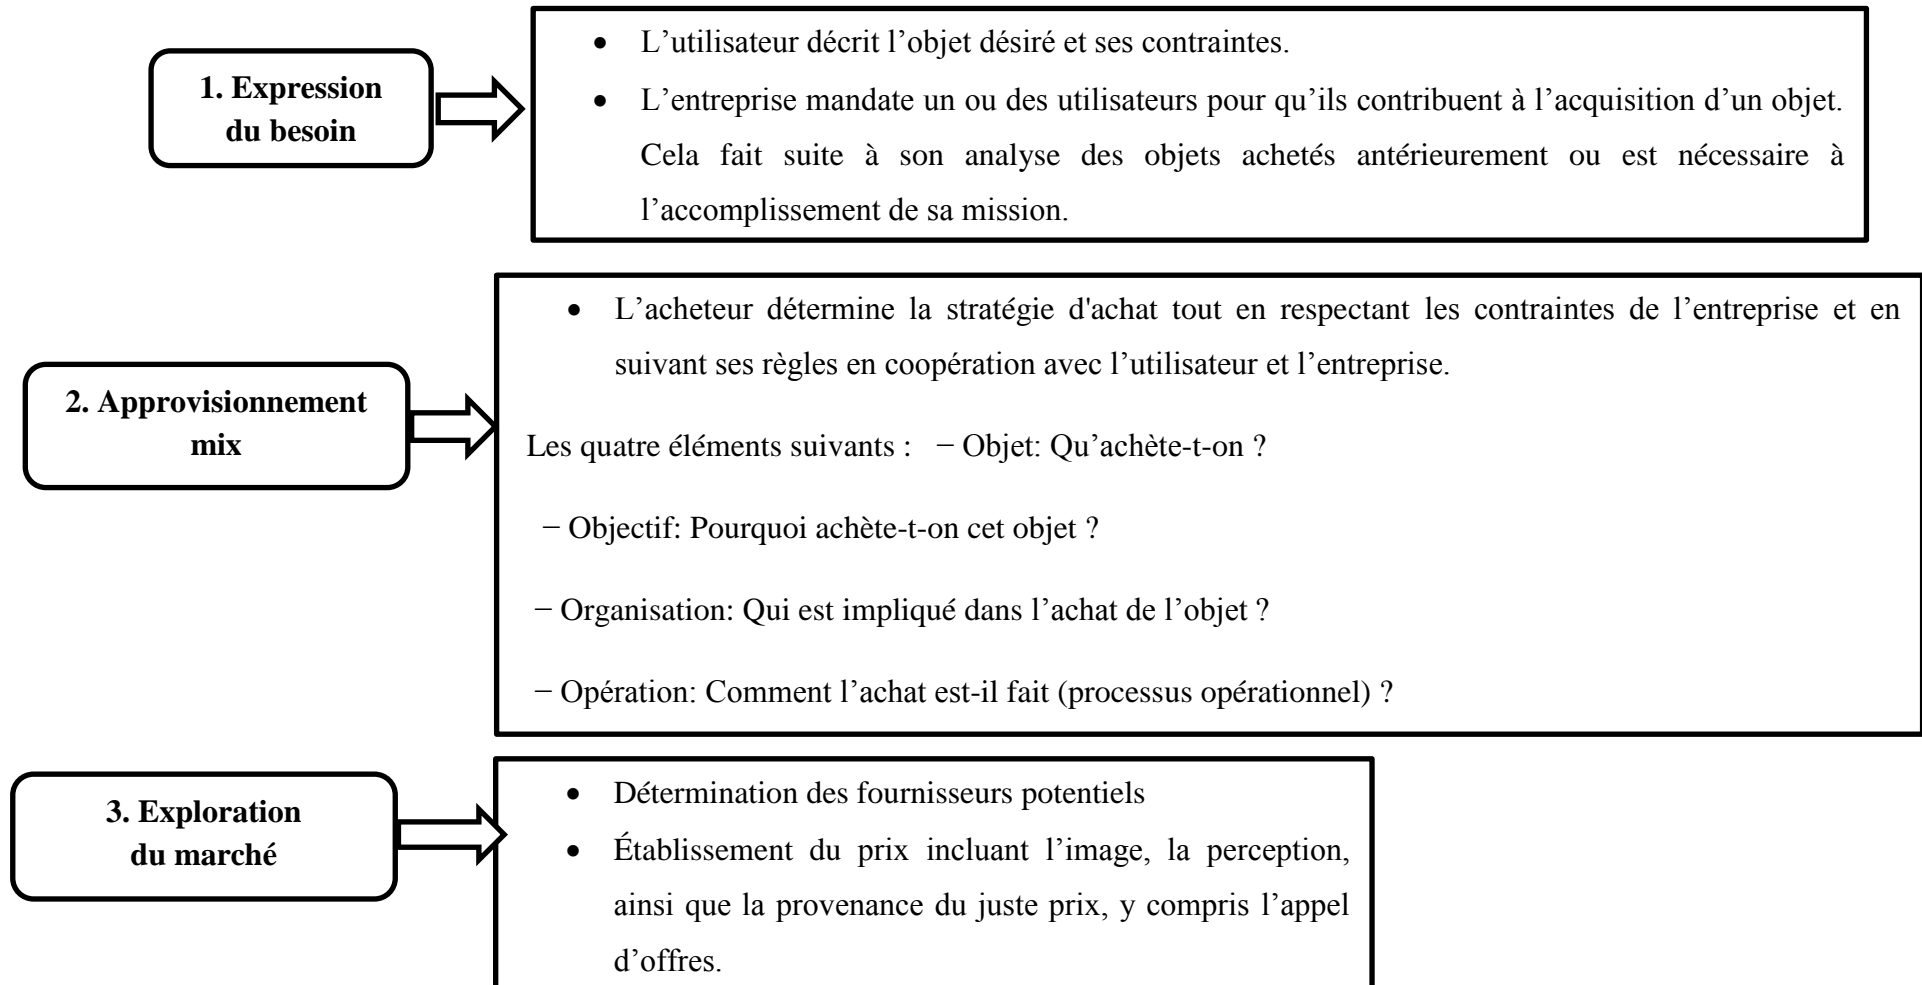 1. Expression
du besoin
• L’utilisateur décrit l’objet désiré et ses contraintes.
• L’entreprise mandate un ou des utilisateurs pour qu’ils contribuent à l’acquisition d’un objet.
Cela fait suite à son analyse des objets achetés antérieurement ou est nécessaire à
l’accomplissement de sa mission.
2. Approvisionnement
mix
• L’acheteur détermine la stratégie d'achat tout en respectant les contraintes de l’entreprise et en
suivant ses règles en coopération avec l’utilisateur et l’entreprise.
Les quatre éléments suivants : − Objet: Qu’achète-t-on ?
− Objectif: Pourquoi achète-t-on cet objet ?
− Organisation: Qui est impliqué dans l’achat de l’objet ?
− Opération: Comment l’achat est-il fait (processus opérationnel) ?
3. Exploration
du marché
• Détermination des fournisseurs potentiels
• Établissement du prix incluant l’image, la perception,
ainsi que la provenance du juste prix, y compris l’appel
d’offres.